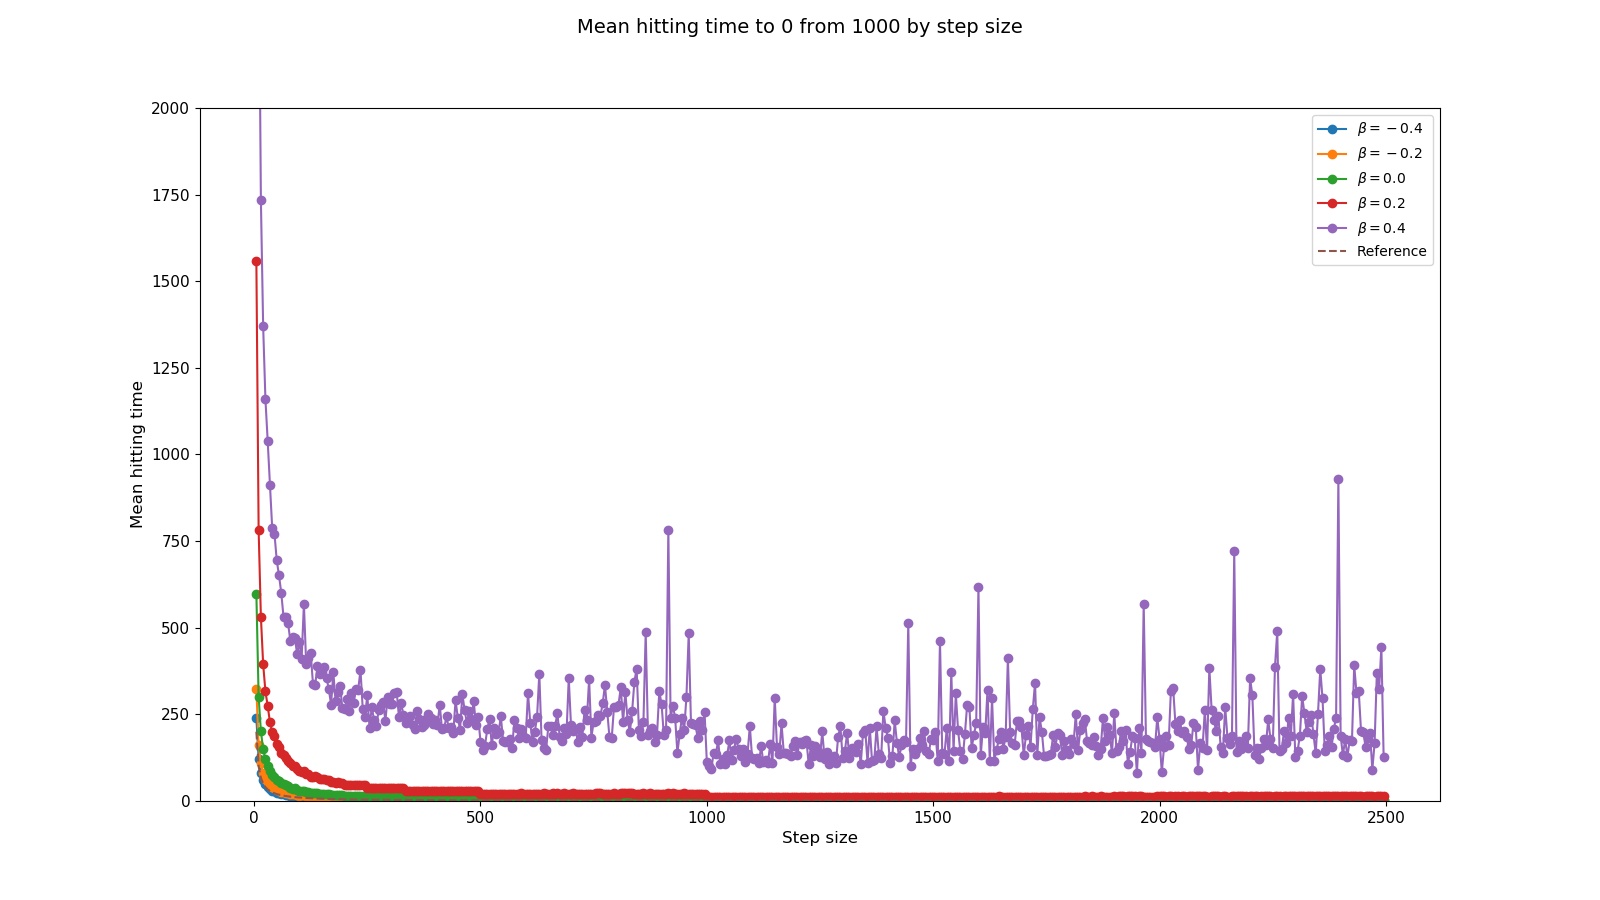 Mean hitting time to 0 from 1000 by step size
2000
1750
1500
1250
1000
750
500
250
0
Mean hitting time
β = −0.4
β = −0.2
β = 0.0
β = 0.2
β = 0.4
Reference
0
500
1000
1500
2000
2500
Step size